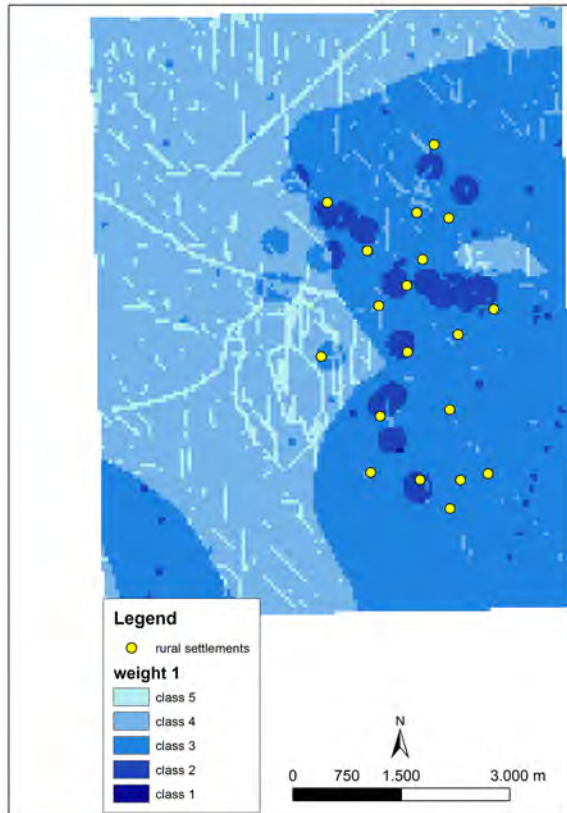 Legend
rural settlements
weight 1
class 5
class 4
class 3
class 2
class 1
N
0 750 1.500 3.000 m